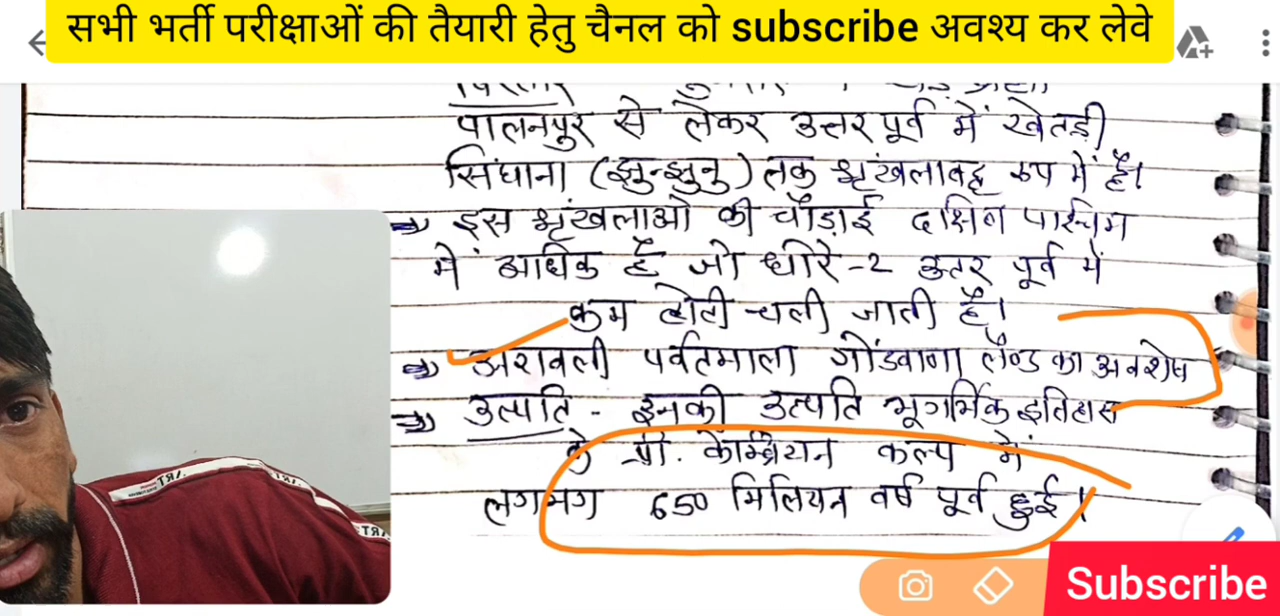 सभी भर्ती परीक्षाओं की तैयारी हेतु चैनल को subscribe अवश्य कर लेवे
पालनपुर से लेकर उत्तर पूर्व में खेतड़ी
सिंघाना (झुन्झुनु) तक श्रृंखलाबद्ध रूप में है।
इस श्रृंखलाओ की चौड़ाई दक्षिण पश्चिम
में अधिक है जो धीरे-2 उत्तर पूर्व में
कम होती चली जाती है।
अरावली पर्वतमाला गोंडवाना लैण्ड का अवशेष
उत्पति - इनकी उत्पति भूगर्भिक इतिहास
के प्री. केम्ब्रियन कल्प में
लगभग 650 मिलियन वर्ष पूर्व हुई।
Subscribe